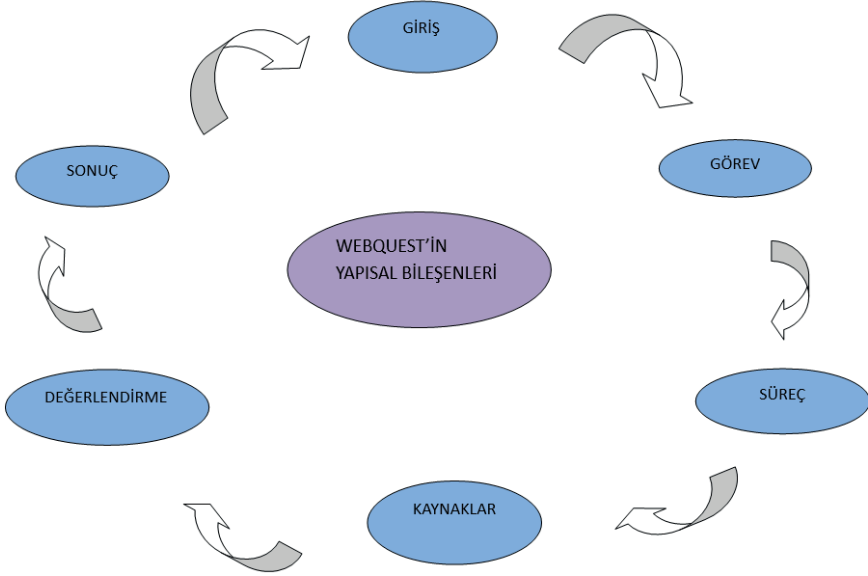 GİRİŞ
GÖREV
SÜREÇ
KAYNAKLAR
DEĞERLENDİRME
SONUÇ
WEBQUEST’İN
YAPISAL BİLEŞENLERİ